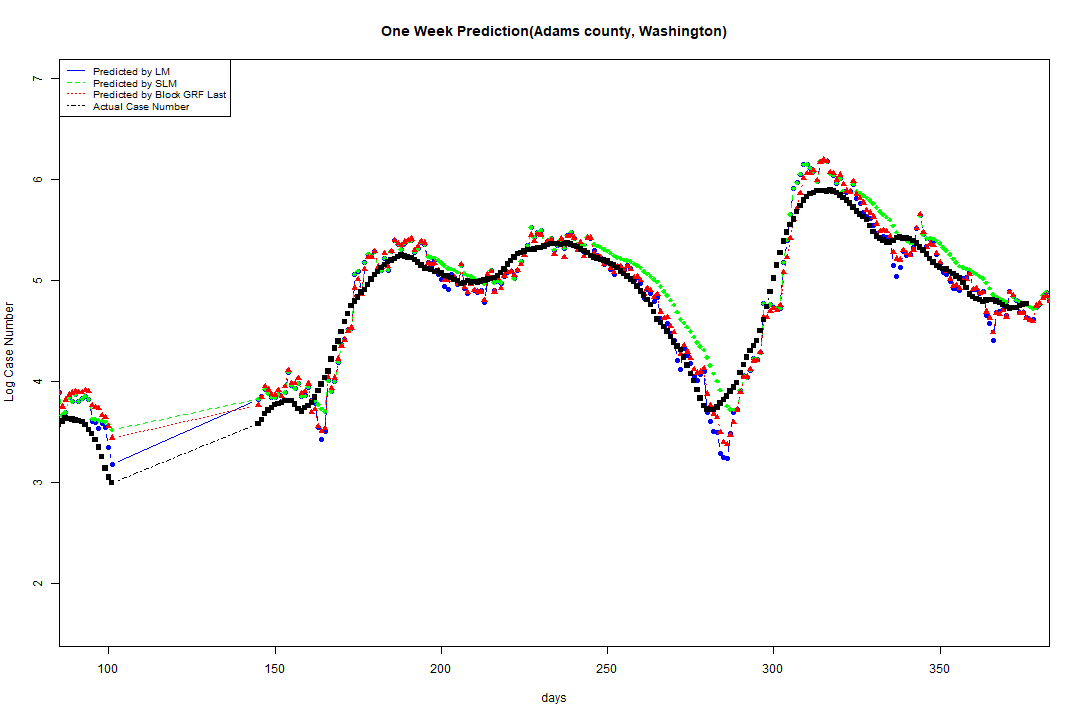 One Week Prediction(Adams county, Washington)
Predicted by LM
Predicted by SLM
Predicted by Block GRF Last
Actual Case Number
Log Case Number
7
6
5
4
3
2
100 150 200 250 300 350
days